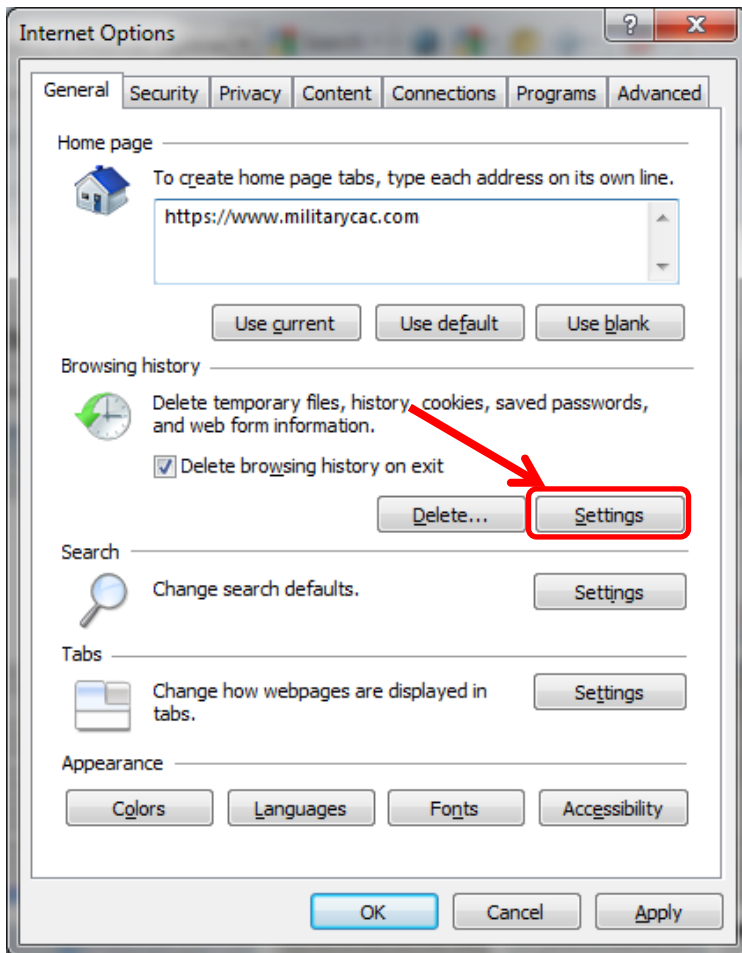 Internet Options
?
X
General Security Privacy Content Connections Programs Advanced
Home page
To create home page tabs, type each address on its own line.
https://www.militarycac.com
Use current Use default Use blank
Browsing history
Delete temporary files, history, cookies, saved passwords,
and web form information.
Delete browsing history on exit
Delete... Settings
Search
Change search defaults. Settings
Tabs
Change how webpages are displayed in
tabs.
Settings
Appearance
Colors Languages Fonts Accessibility
OK Cancel Apply